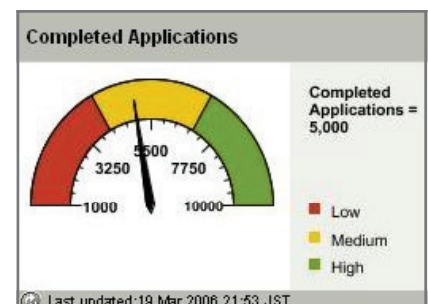 Completed Applications
Completed
Applications =
5,000
5500
3250
7750
1000
10000
Low
Medium
High
Last updated:19 Mar 2006 21:53 JST